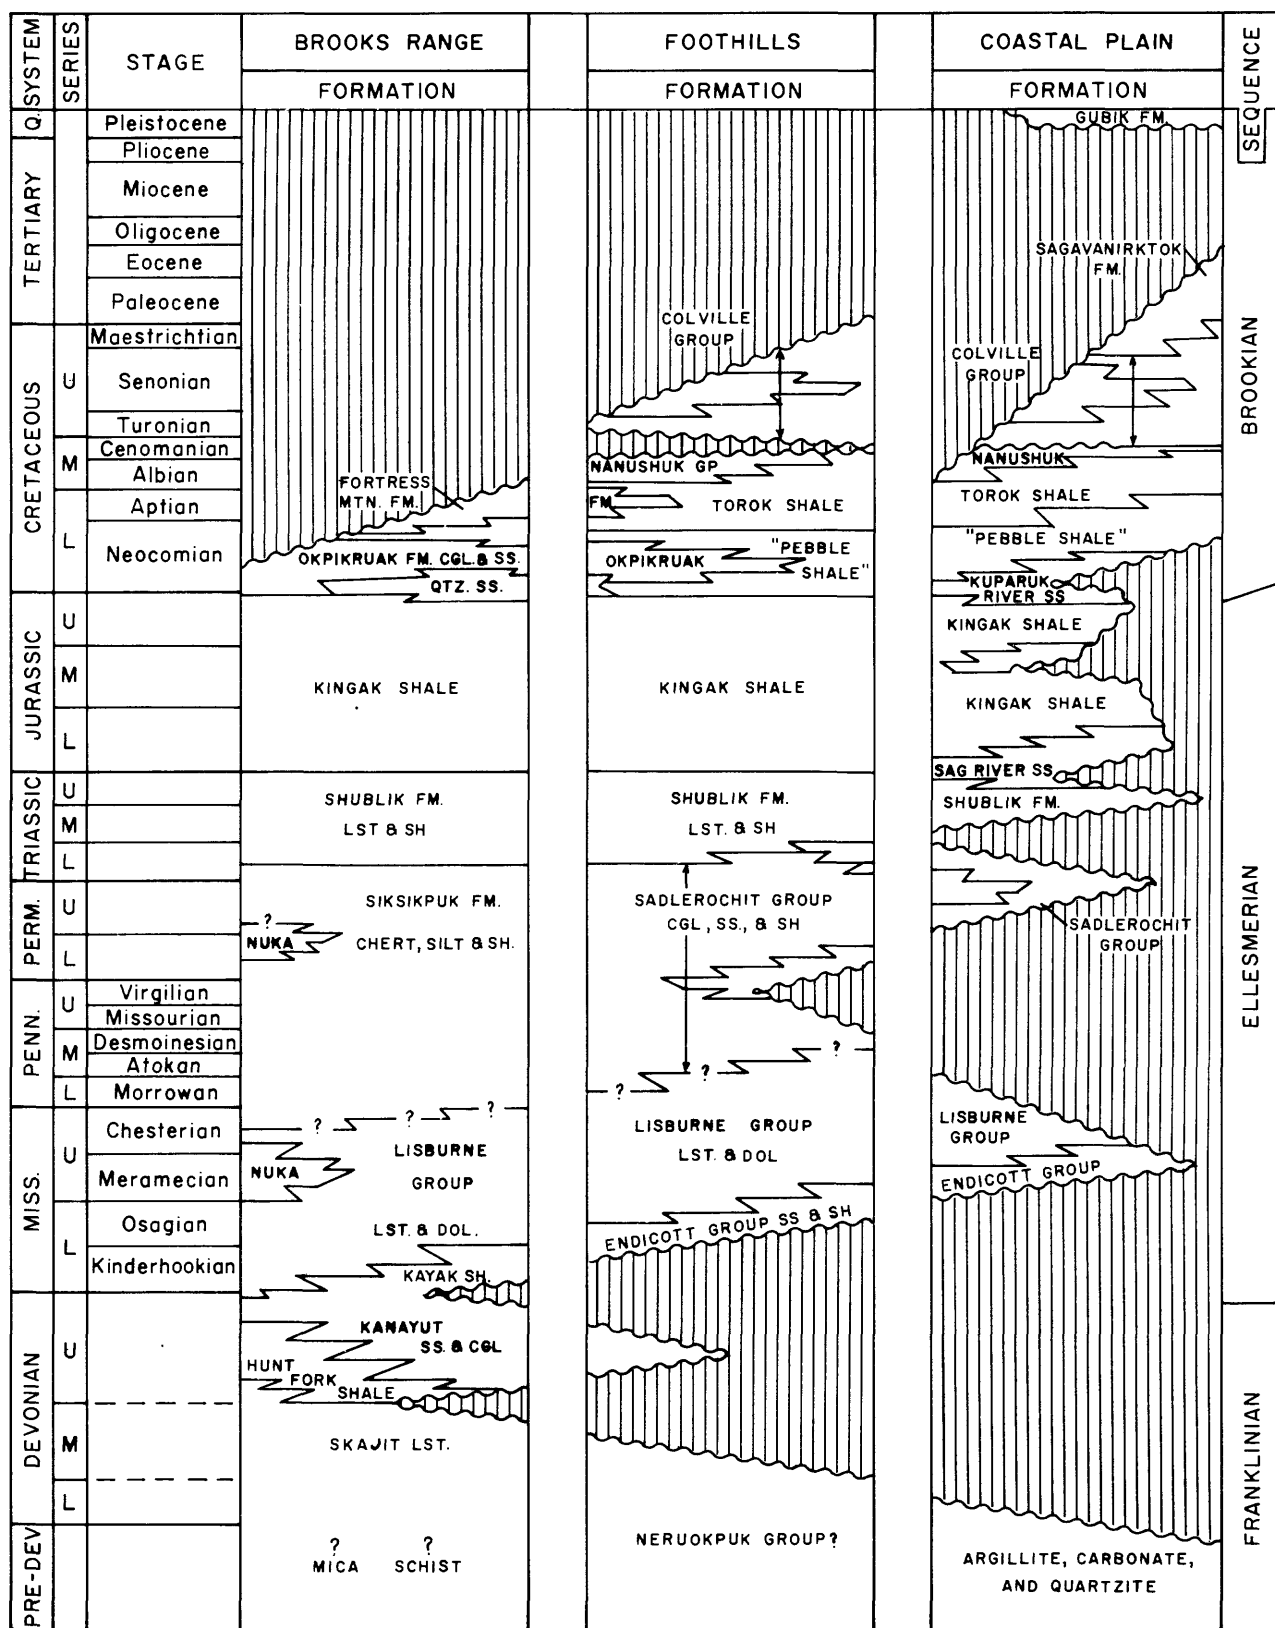 SYSTEM
SERIES
STAGE
BROOKS RANGE
FORMATION
FOOTHILLS
FORMATION
COASTAL PLAIN
FORMATION
SEQUENCE
Q.
TERTIARY
CRETACEOUS
JURASSIC
TRIASSIC
PERM.
PENN.
MISS.
DEVONIAN
PRE-DEV
U
M
L
U
M
L
U
M
L
U
L
U
M
L
U
L
U
M
L
Pleistocene
Pliocene
Miocene
Oligocene
Eocene
Paleocene
Maestrichtian
Senonian
Turonian
Cenomanian
Albian
Aptian
Neocomian
Virgilian
Missourian
Desmoinesian
Atokan
Morrowan
Chesterian
Meramecian
Osagian
Kinderhookian
FORTRESS
MTN. FM.
OKPIKRUAK FM. CGL. & SS.
QTZ. SS.
KINGAK SHALE
SHUBLIK FM.
LST & SH
SIKSIKPUK FM.
?
NUKA
CHERT, SILT & SH.
? ? ?
LISBURNE
NUKA
GROUP
LST. & DOL.
KAYAK SH.
KANAYUT
SS. & CGL
HUNT
FORK
SHALE
SKAJIT LST.
? ?
MICA SCHIST
COLVILLE
GROUP
NANUSHUK GP
FM
TOROK SHALE
OKPIKRUAK
"PEBBLE
SHALE"
KINGAK SHALE
SHUBLIK FM.
LST. & SH
SADLEROCHIT GROUP
CGL, SS., & SH
? ? ?
LISBURNE GROUP
LST. & DOL
ENDICOTT GROUP SS & SH
NERUOKPUK GROUP?
GUBIK FM.
SAGAVANIRKTOK
FM.
COLVILLE
GROUP
NANUSHUK
TOROK SHALE
"PEBBLE SHALE"
KUPARUK
RIVER SS
KINGAK SHALE
KINGAK SHALE
SAG RIVER SS
SHUBLIK FM.
SADLEROCHIT
GROUP
LISBURNE
GROUP
ENDICOTT GROUP
ARGILLITE, CARBONATE,
AND QUARTZITE
BROOKIAN
ELLESMERIAN
FRANKLINIAN